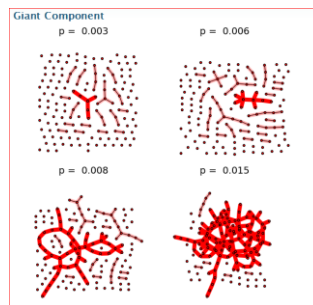 Giant Component
p = 0.003
p = 0.006
p = 0.008
p = 0.015